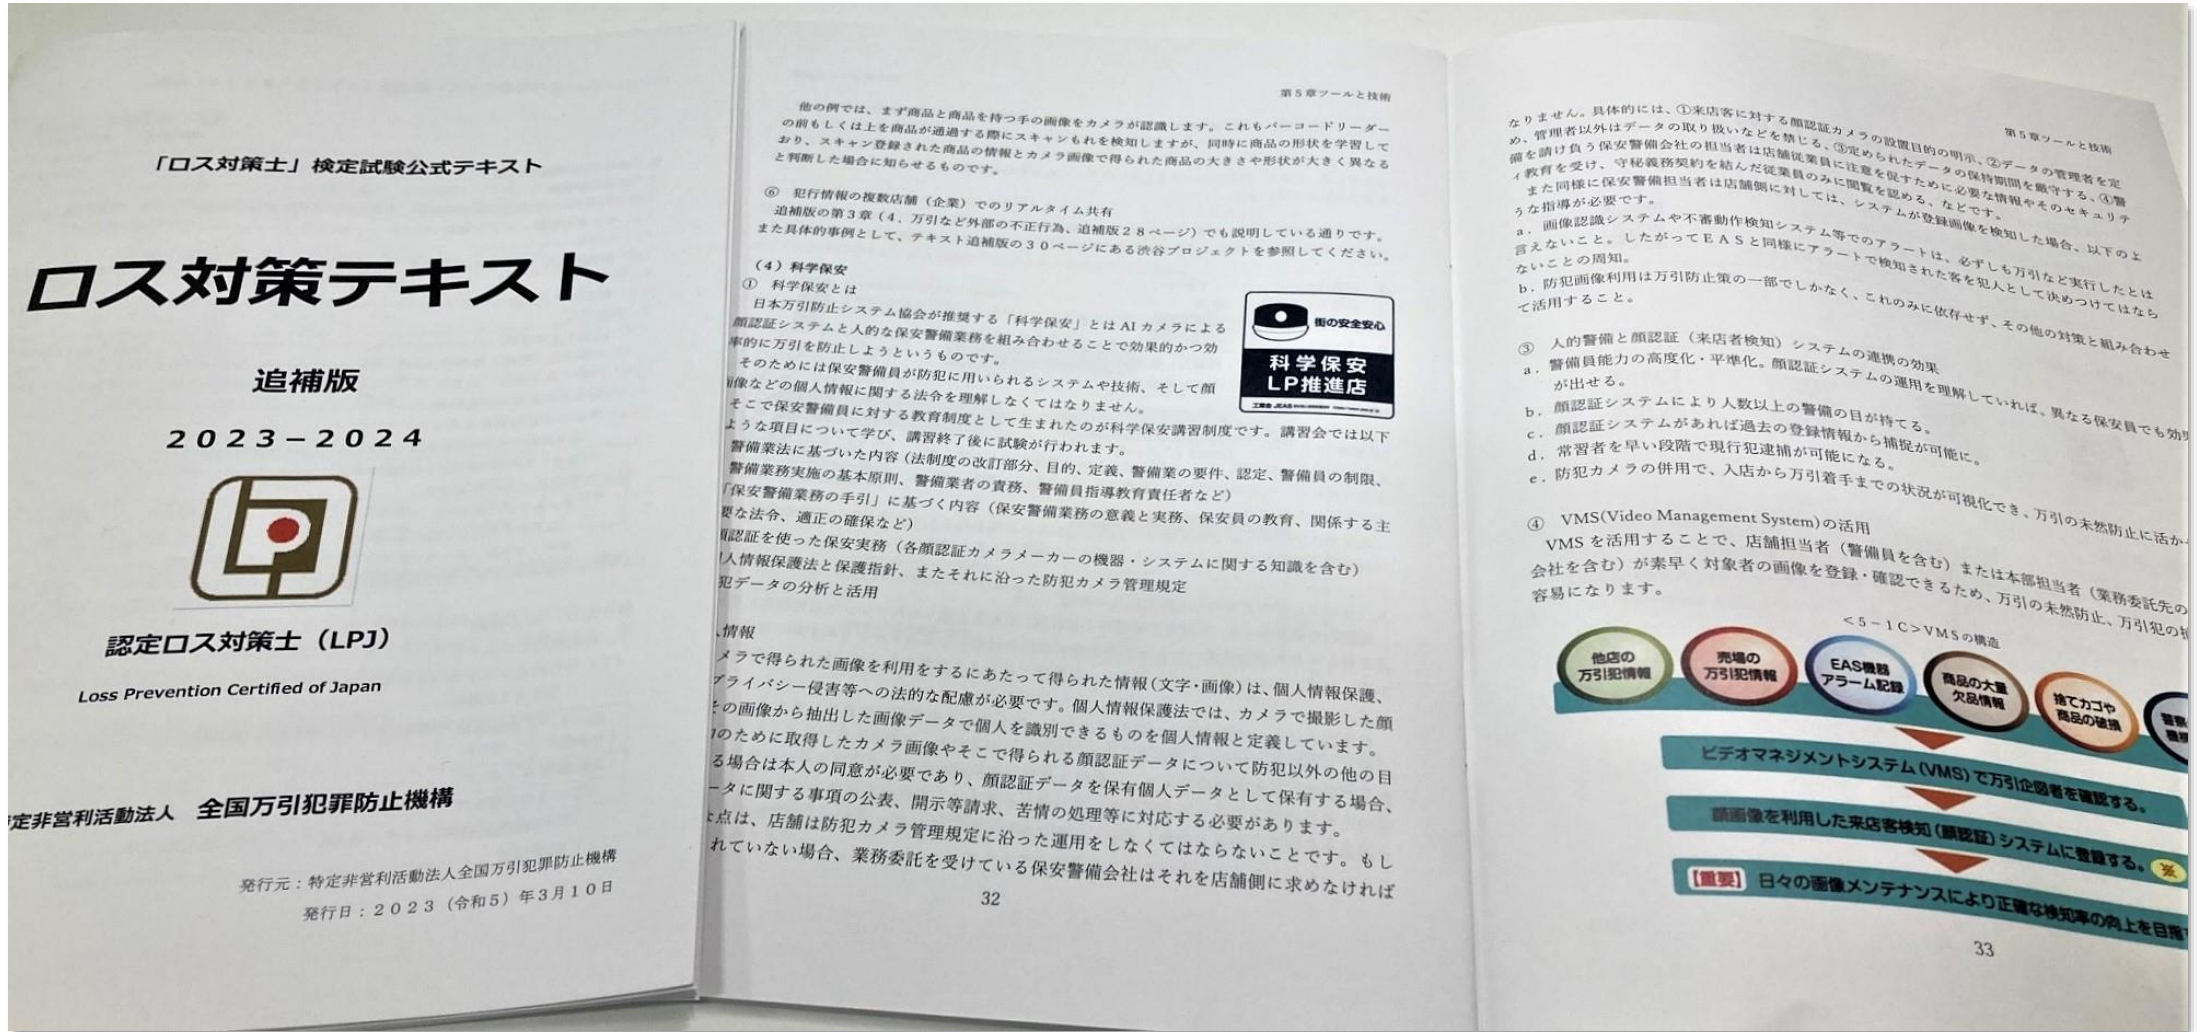 「ロス対策士」検定試験公式テキスト
ロス対策テキスト
追補版
2023－2024
認定ロス対策士（LPJ）
Loss Prevention Certified of Japan
定非営利活動法人 全国万引犯罪防止機構
発行元：特定非営利活動法人全国万引犯罪防止機構
発行日：2023（令和5）年3月10日
第5章ツールと技術
他の例では、まず商品と商品を持つ手の画像をカメラが認識します。これもバーコードリーダー
の前もしくは上を商品が通過する際にスキャンもれを検知しますが、同時に商品の形状を学習して
おり、スキャン登録された商品の情報とカメラ画像で得られた商品の大きさや形状が大きく異なる
と判断した場合に知らせるものです。
⑥ 犯行情報の複数店舗（企業）でのリアルタイム共有
追補版の第3章（4、万引など外部の不正行為、追補版28ページ）でも説明している通りです。
また具体的事例として、テキスト追補版の30ページにある渋谷プロジェクトを参照してください。
（4）科学保安
① 科学保安とは
日本万引防止システム協会が推奨する「科学保安」とはAIカメラによる
顔認証システムと人的な保安警備業務を組み合わせることで効果的かつ効
率的に万引を防止しようというものです。
そのためには保安警備員が防犯に用いられるシステムや技術、そして顔
画像などの個人情報に関する法令を理解しなくてはなりません。
そこで保安警備員に対する教育制度として生まれたのが科学保安講習制度です。講習会では以下
ような項目について学び、講習終了後に試験が行われます。
警備業法に基づいた内容（法制度の改訂部分、目的、定義、警備業の要件、認定、警備員の制限、
警備業務実施の基本原則、警備業者の責務、警備員指導教育責任者など）
「保安警備業務の手引」に基づく内容（保安警備業務の意義と実務、保安員の教育、関係する主
要な法令、適正の確保など）
顔認証を使った保安実務（各顔認証カメラメーカーの機器・システムに関する知識を含む）
人情報保護法と保護指針、またそれに沿った防犯カメラ管理規定
犯データの分析と活用
街の安全安心
科学保安
LP推進店
工業会 JEAS
情報
メラで得られた画像を利用をするにあたって得られた情報（文字・画像）は、個人情報保護、
プライバシー侵害等への法的な配慮が必要です。個人情報保護法では、カメラで撮影した顔
その画像から抽出した画像データで個人を識別できるものを個人情報と定義しています。
のために取得したカメラ画像やそこで得られる顔認証データについて防犯以外の他の目
る場合は本人の同意が必要であり、顔認証データを保有個人データとして保有する場合、
ータに関する事項の公表、開示等請求、苦情の処理等に対応する必要があります。
点は、店舗は防犯カメラ管理規定に沿った運用をしなくてはならないことです。もし
れていない場合、業務委託を受けている保安警備会社はそれを店舗側に求めなければ
32
第5章ツールと技術
なりません。具体的には、①来店客に対する顔認証カメラの設置目的の明示、②データの管理者を定
め、管理者以外はデータの取り扱いなどを禁じる、③定められたデータの保持期間を厳守する、④警
備を請け負う保安警備会社の担当者は店舗従業員に注意を促すために必要な情報やそのセキュリテ
ィ教育を受け、守秘義務契約を結んだ従業員のみに閲覧を認める、などです。
また同様に保安警備担当者は店舗側に対しては、システムが登録画像を検知した場合、以下のよ
うな指導が必要です。
a．画像認識システムや不審動作検知システム等でのアラートは、必ずしも万引など実行したとは
言えないこと。したがってEASと同様にアラートで検知された客を犯人として決めつけてはなら
ないことの周知。
b．防犯画像利用は万引防止策の一部でしかなく、これのみに依存せず、その他の対策と組み合わせ
て活用すること。
③ 人的警備と顔認証（来店者検知）システムの連携の効果
a．警備員能力の高度化・平準化。顔認証システムの運用を理解していれば、異なる保安員でも効
が出せる。
b．顔認証システムにより人数以上の警備の目が持てる。
c．顔認証システムがあれば過去の登録情報から捕捉が可能に。
d．常習者を早い段階で現行犯逮捕が可能になる。
e．防犯カメラの併用で、入店から万引着手までの状況が可視化でき、万引の未然防止に活か
④ VMS(Video Management System)の活用
VMSを活用することで、店舗担当者（警備員を含む）または本部担当者（業務委託先の
会社を含む）が素早く対象者の画像を登録・確認できるため、万引の未然防止、万引犯の
容易になります。
＜5－1C＞VMSの構造
他店の
万引犯情報
売場の
万引犯情報
EAS機器
アラーム記録
商品の大量
欠品情報
捨てカゴや
商品の破損
ビデオマネジメントシステム(VMS)で万引企図者を確認する。
顔画像を利用した来店客検知(顔認証)システムに登録する。※
【重要】日々の画像メンテナンスにより正確な検知率の向上を目指
33